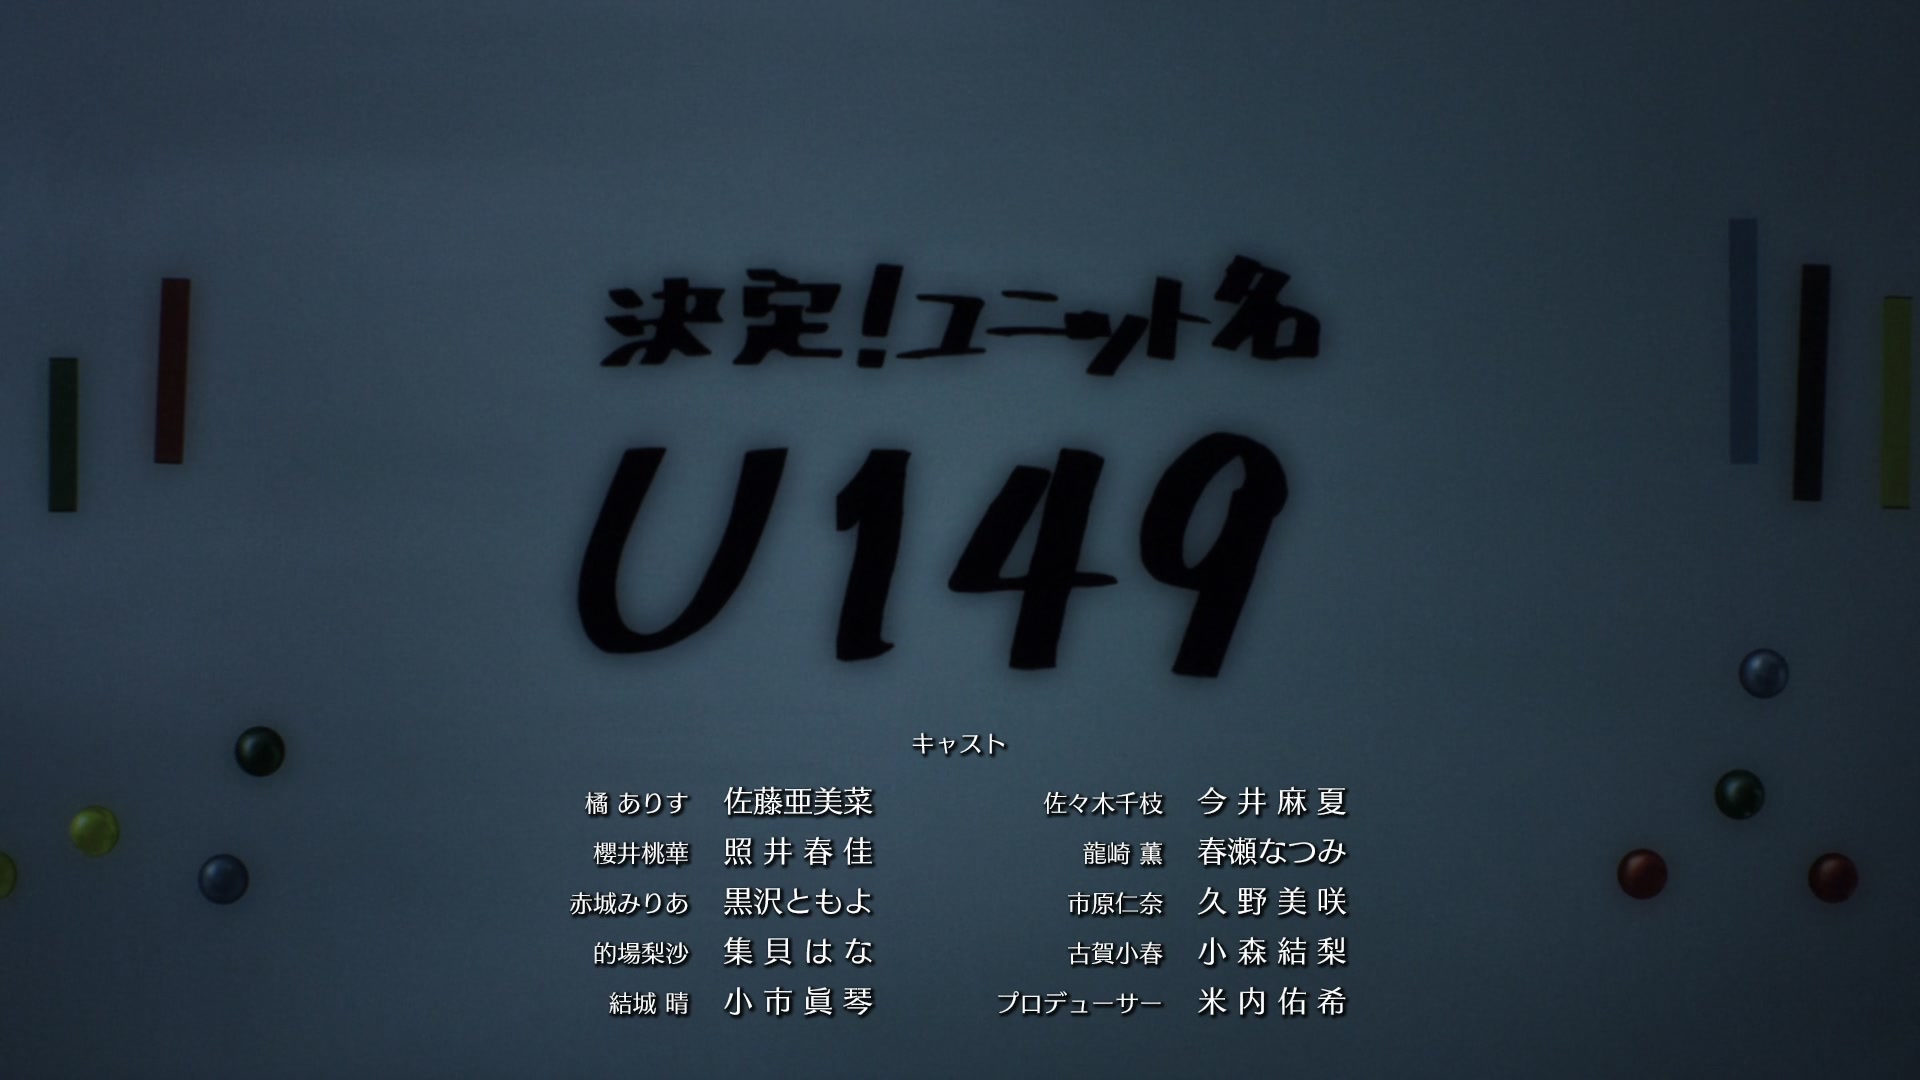 決定!ユニット名
U149
キャスト
橘 ありす 佐藤亜美菜
櫻井桃華 照井春佳
赤城みりあ 黒沢ともよ
的場梨沙 集貝はな
結城 晴 小市眞琴
佐々木千枝 今井麻夏
龍崎 薫 春瀬なつみ
市原仁奈 久野美咲
古賀小春 小森結梨
プロデューサー 米内佑希